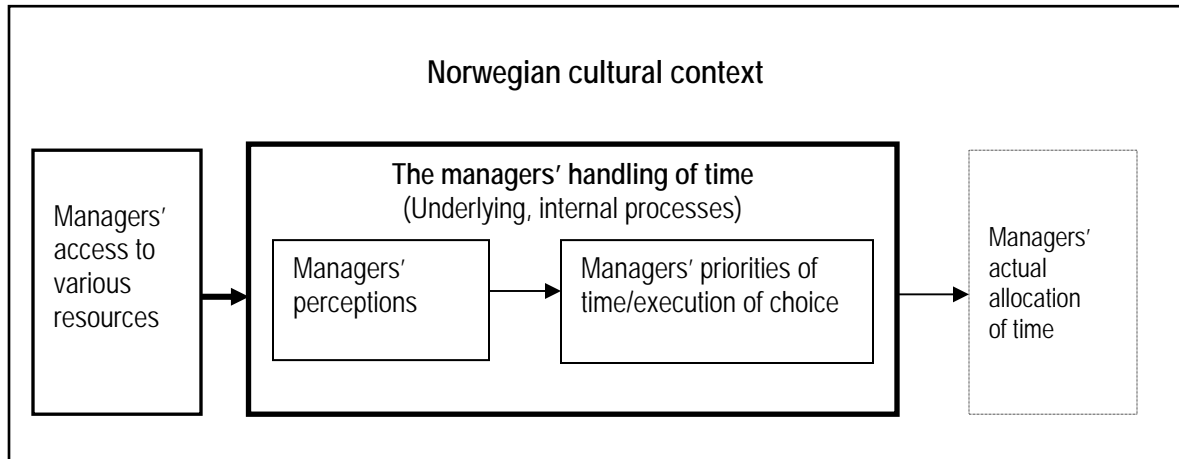 Norwegian cultural context
Managers’
access to
various
resources
The managers’ handling of time
(Underlying, internal processes)
Managers’
perceptions
Managers’ priorities of
time/execution of choice
Managers’
actual
allocation
of time